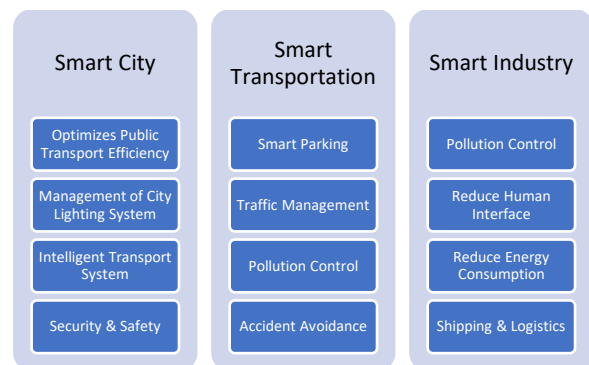 Smart City
Optimizes Public
Transport Efficiency
Management of City
Lighting System
Intelligent Transport
System
Security & Safety
Smart
Transportation
Smart Parking
Traffic Management
Pollution Control
Accident Avoidance
Smart Industry
Pollution Control
Reduce Human
Interface
Reduce Energy
Consumption
Shipping & Logistics